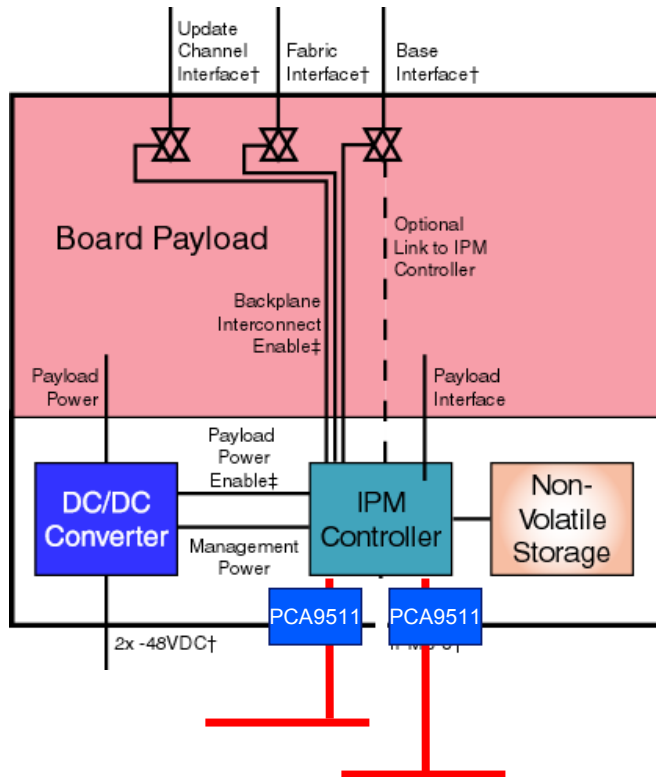 Update
Channel
Interface†
Fabric
Interface†
Base
Interface†
Board Payload
Optional
Link to IPM
Controller
Backplane
Interconnect
Enable‡
Payload
Power
Payload
Interface
Payload
Power
Enable‡
DC/DC
Converter
Management
Power
IPM
Controller
Non-
Volatile
Storage
PCA9511
PCA9511
2x -48VDC†